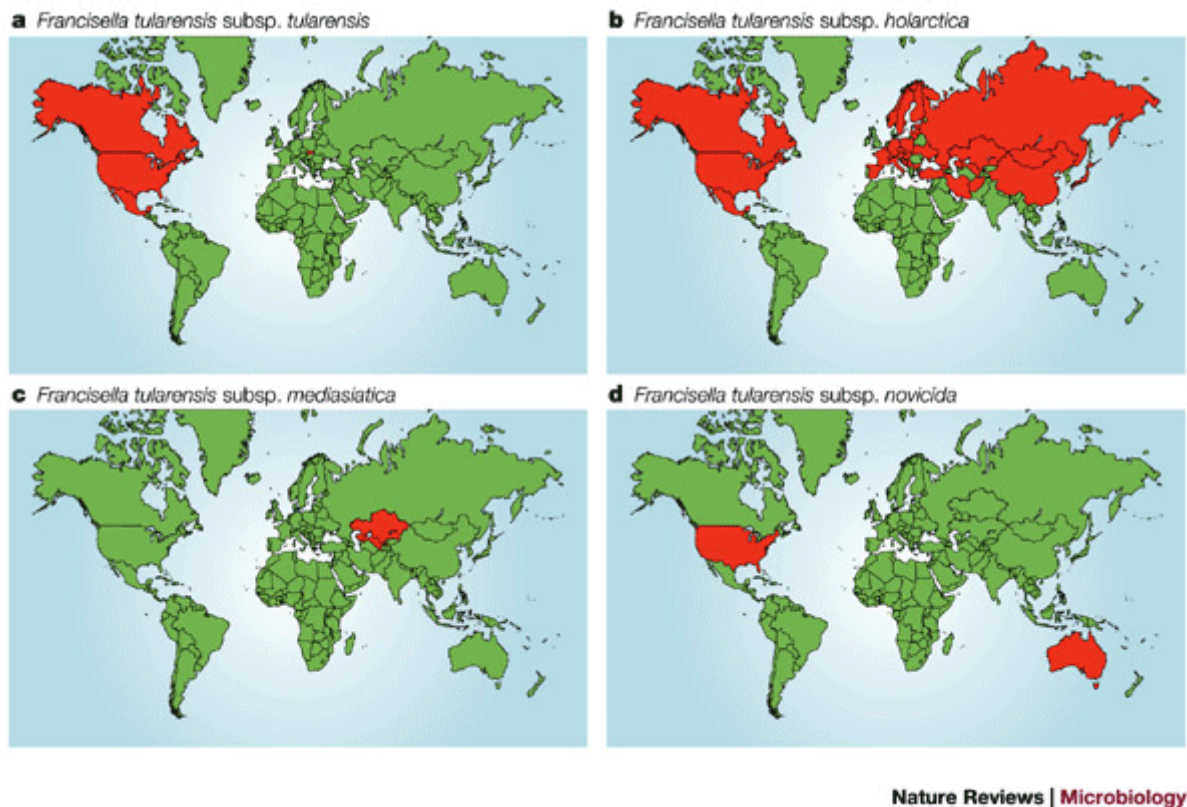 a Francisella tularensis subsp. tularensis
b Francisella tularensis subsp. holarctica
c Francisella tularensis subsp. mediasiatica
d Francisella tularensis subsp. novicida
Nature Reviews | Microbiology